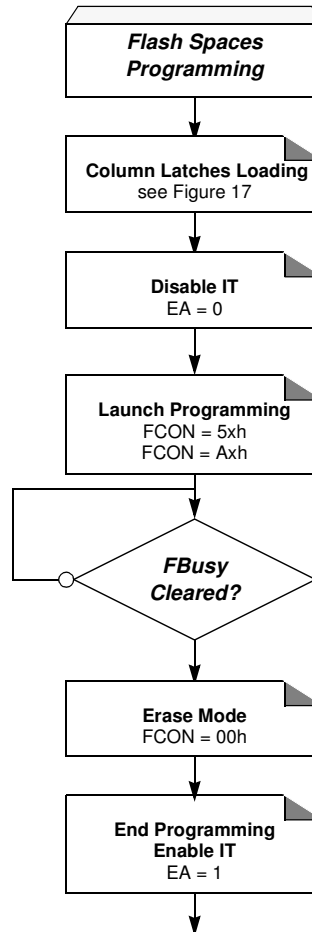 Flash Spaces
Programming
Column Latches Loading
see Figure 17
Disable IT
EA = 0
Launch Programming
FCON = 5xh
FCON = Axh
FBusy
Cleared?
Erase Mode
FCON = 00h
End Programming
Enable IT
EA = 1